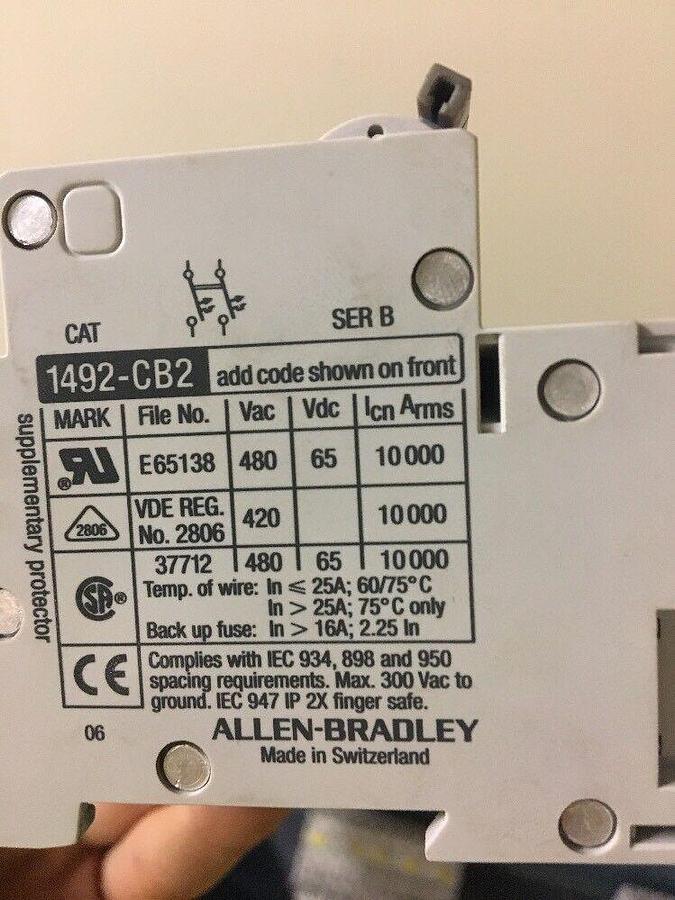 CAT SER B
1492-CB2 add code shown on front
MARK File No. Vac Vdc Icn Arms
RU® E65138 480 65 10 000
2806 VDE REG. No. 2806 420 10 000
37712 480 65 10 000
SA®
Temp. of wire: In ≤ 25A; 60/75°C
In > 25A; 75°C only
Back up fuse: In > 16A; 2.25 In
CE
Complies with IEC 934, 898 and 950
spacing requirements. Max. 300 Vac to
ground. IEC 947 IP 2X finger safe.
06 ALLEN-BRADLEY
Made in Switzerland
supplementary protector